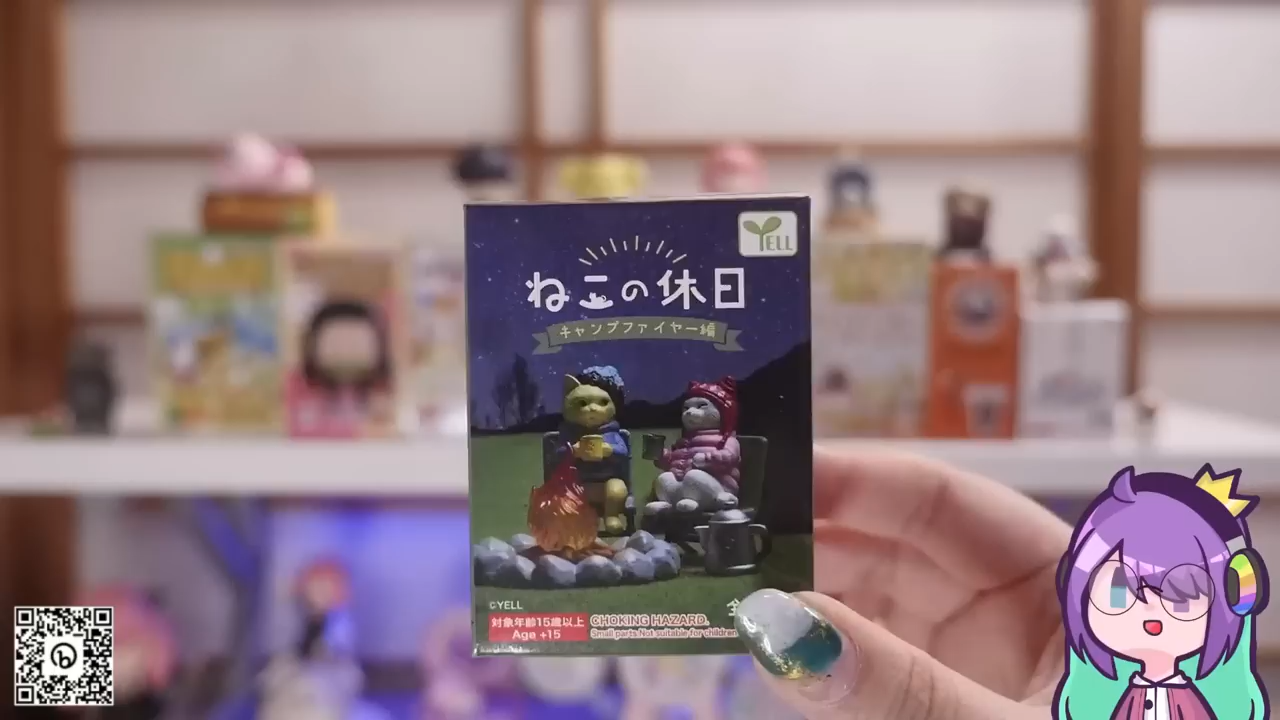 YELL
ねこの休日
キャンプファイヤー編
©YELL
対象年齢15歳以上
Age +15
CHOKING HAZARD.
Small parts. Not suitable for children
全